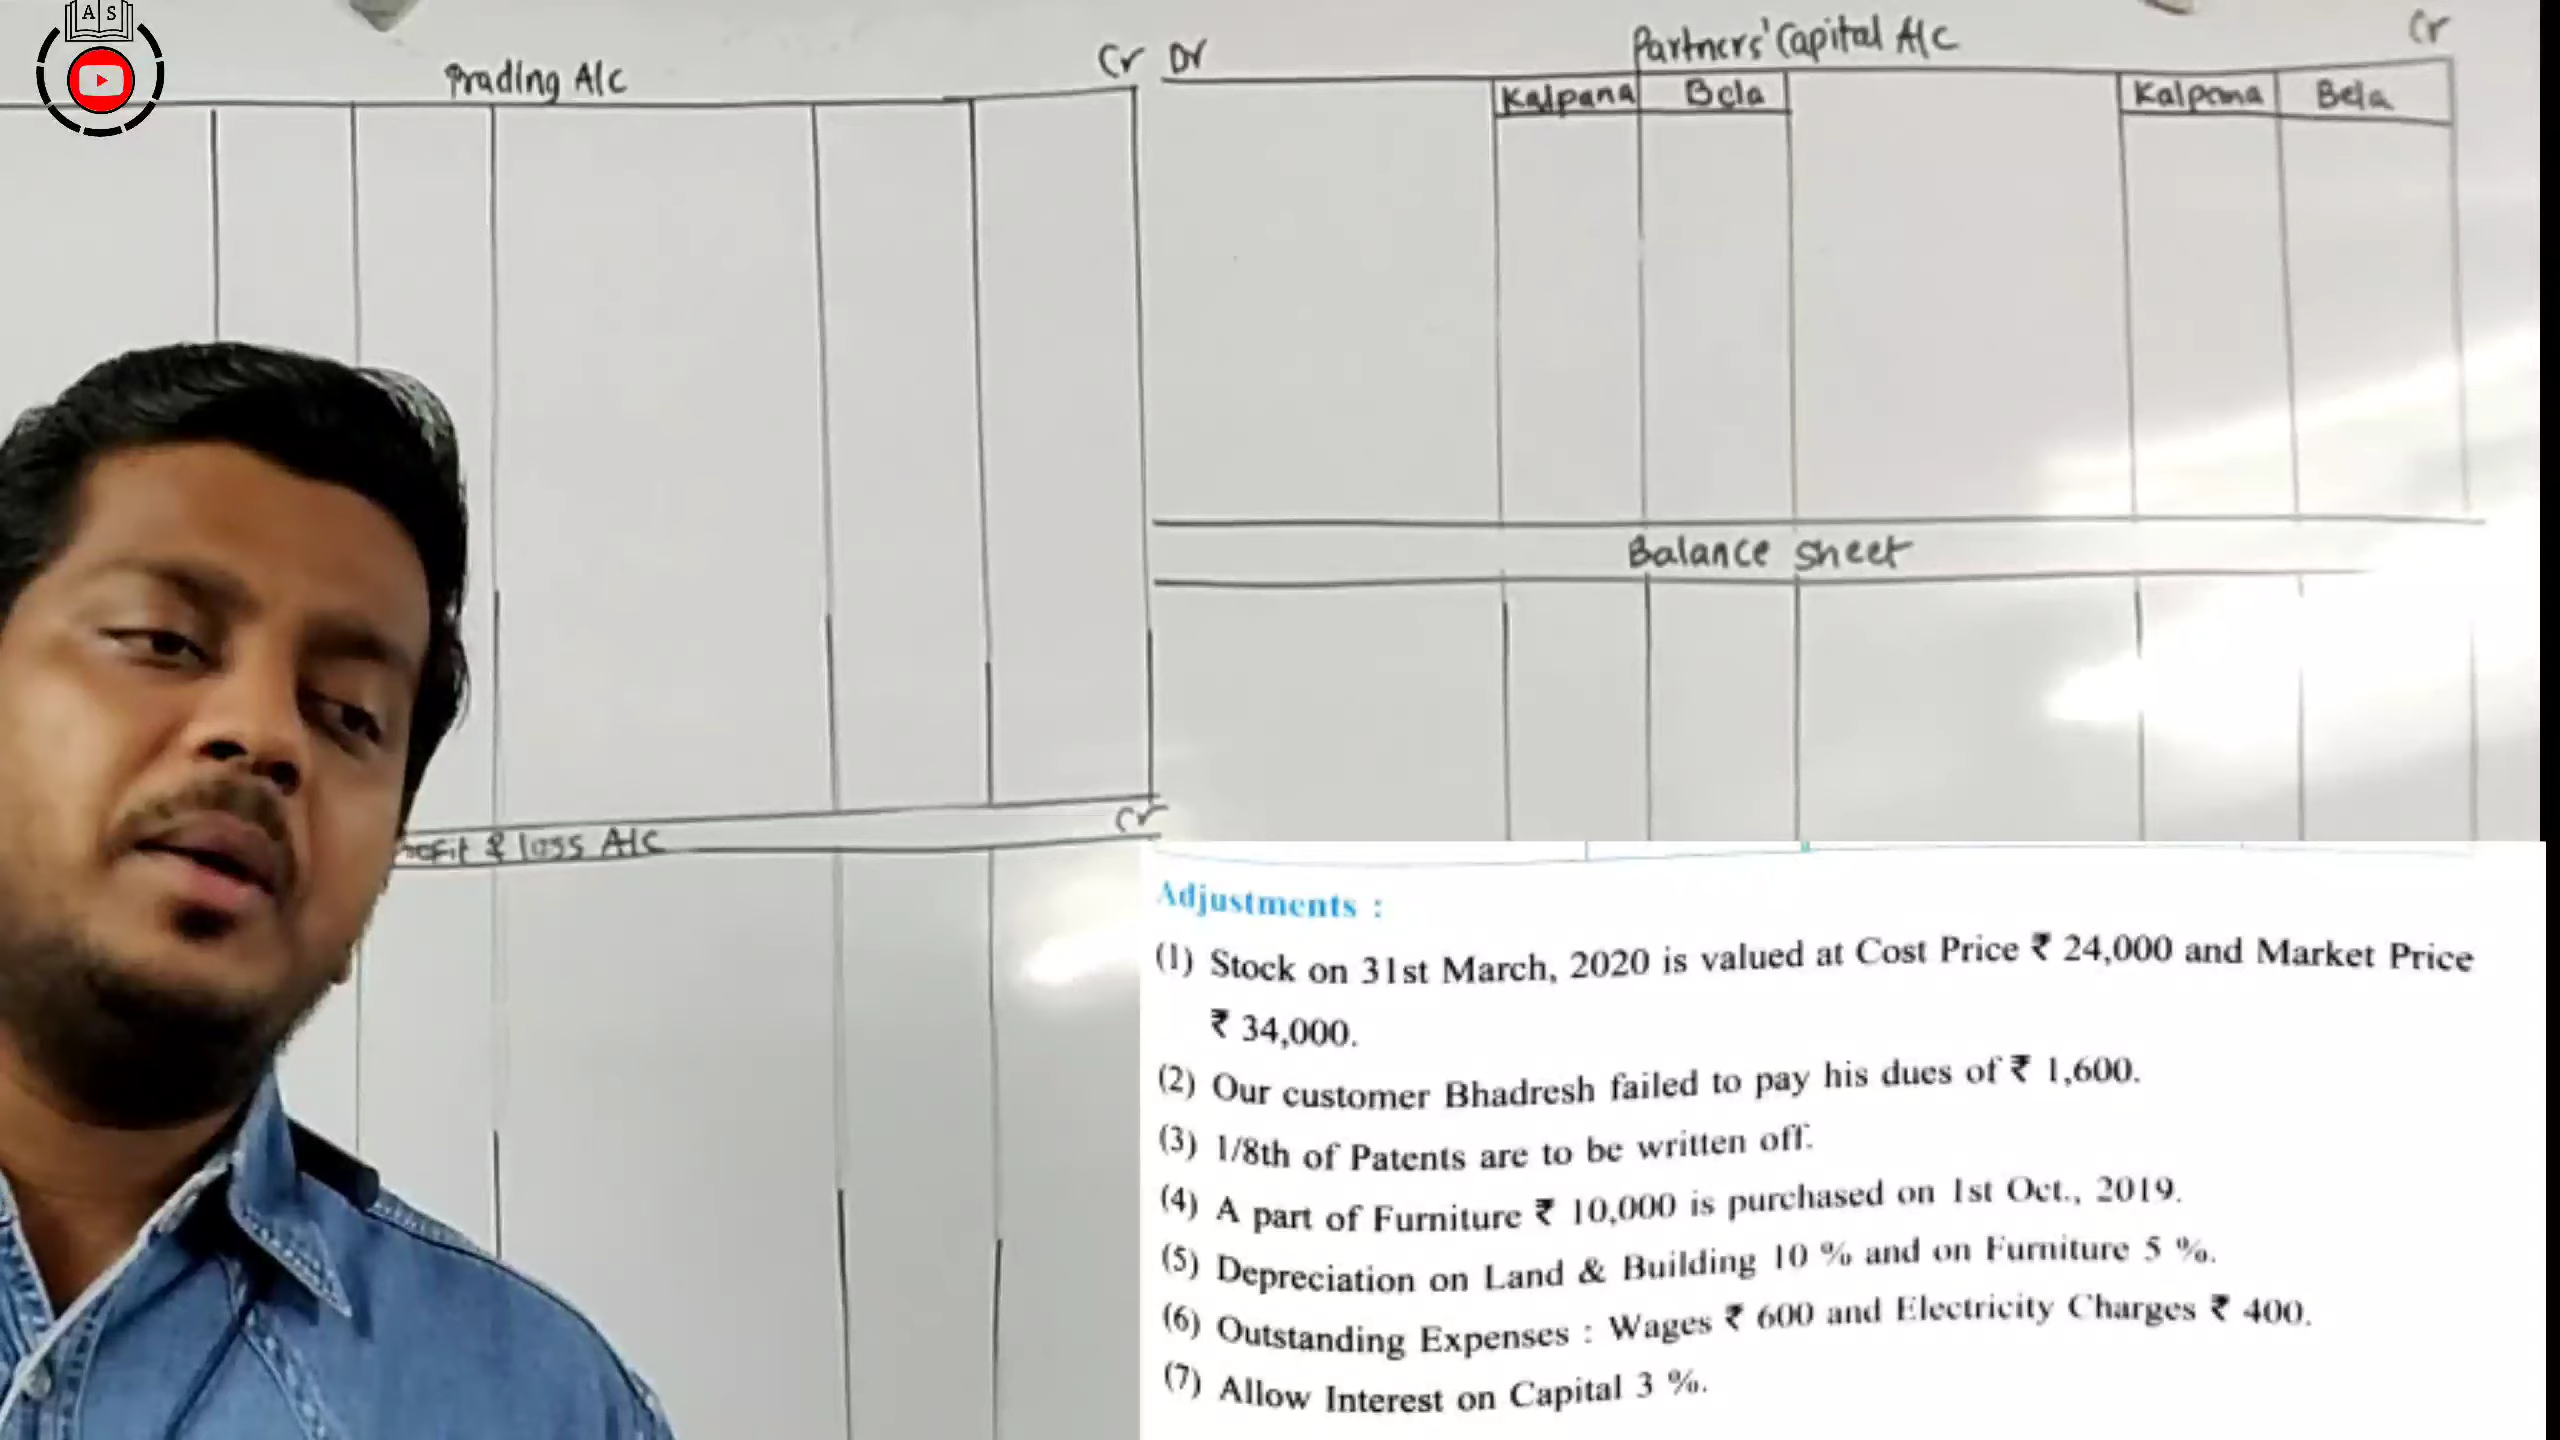 A S
Trading A/c
Cr
Dr
Partners' Capital A/c
Cr
Kalpana
Bela
Kalpana
Bela
Balance sheet
Cr
Profit & loss A/c
Adjustments :
(1) Stock on 31st March, 2020 is valued at Cost Price ₹ 24,000 and Market Price
₹ 34,000.
(2) Our customer Bhadresh failed to pay his dues of ₹ 1,600.
(3) 1/8th of Patents are to be written off.
(4) A part of Furniture ₹ 10,000 is purchased on 1st Oct., 2019.
(5) Depreciation on Land & Building 10 % and on Furniture 5 %.
(6) Outstanding Expenses : Wages ₹ 600 and Electricity Charges ₹ 400.
(7) Allow Interest on Capital 3 %.